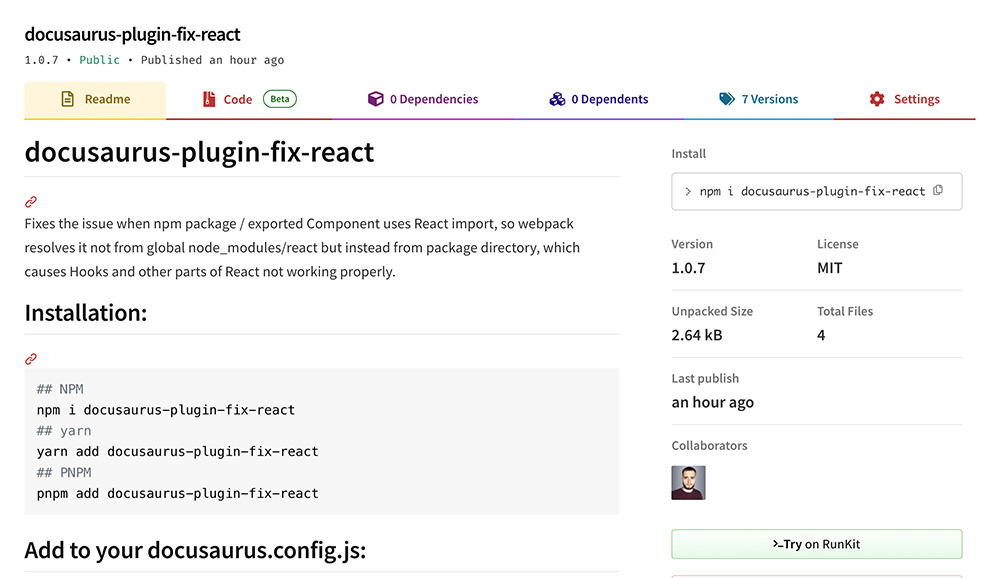 docusaurus-plugin-fix-react
1.0.7 • Public • Published an hour ago
Readme
Code Beta
0 Dependencies
0 Dependents
7 Versions
Settings
docusaurus-plugin-fix-react
Fixes the issue when npm package / exported Component uses React import, so webpack
resolves it not from global node_modules/react but instead from package directory, which
causes Hooks and other parts of React not working properly.
Installation:
## NPM
npm i docusaurus-plugin-fix-react
## yarn
yarn add docusaurus-plugin-fix-react
## PNPM
pnpm add docusaurus-plugin-fix-react
Add to your docusaurus.config.js:
Install
> npm i docusaurus-plugin-fix-react
Version
1.0.7
License
MIT
Unpacked Size
2.64 kB
Total Files
4
Last publish
an hour ago
Collaborators
Try on RunKit